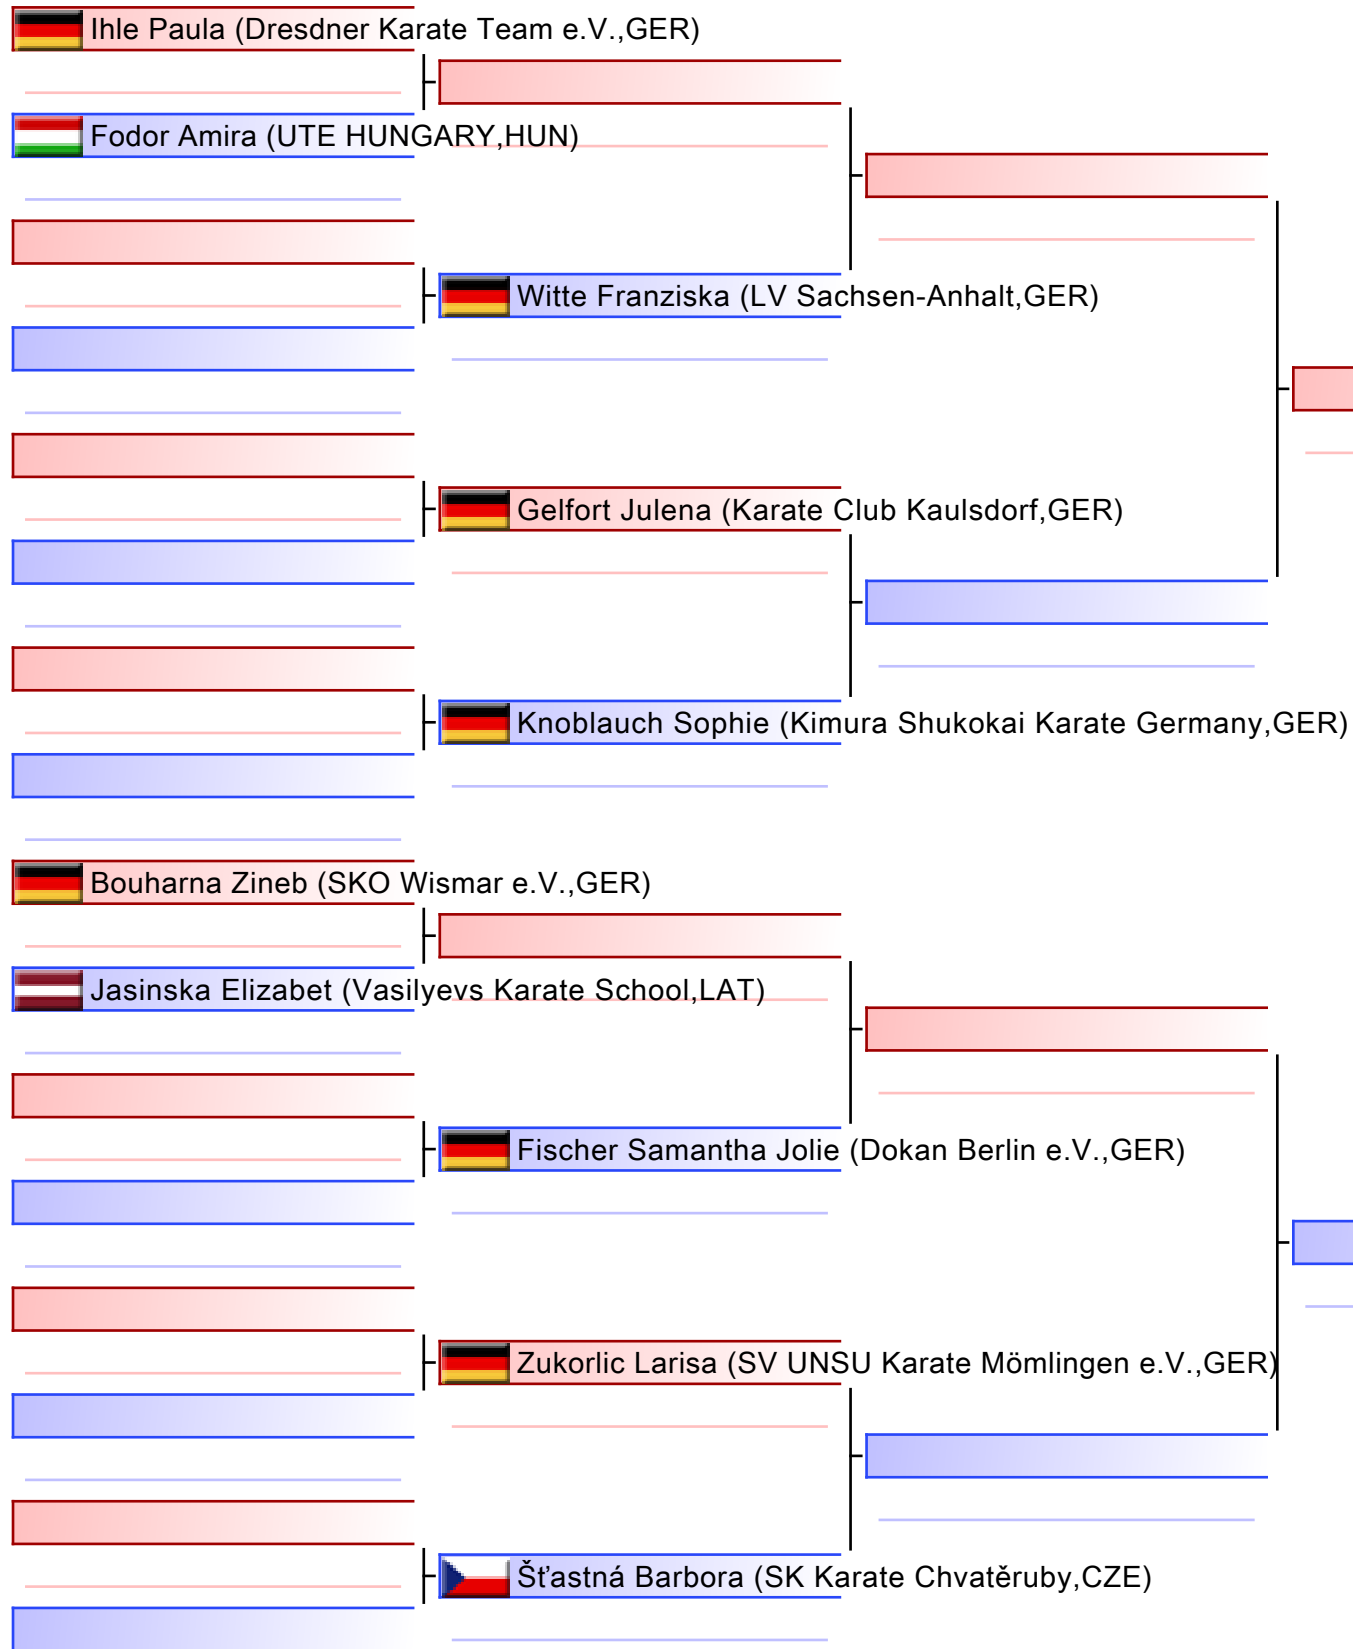 Ihle Paula (Dresdner Karate Team e.V.,GER)
Fodor Amira (UTE HUNGARY,HUN)
Witte Franziska (LV Sachsen-Anhalt,GER)
Gelfort Julena (Karate Club Kaulsdorf,GER)
Knoblauch Sophie (Kimura Shukokai Karate Germany,GER)
Bouharna Zineb (SKO Wismar e.V.,GER)
Jasinska Elizabet (Vasilyevs Karate School,LAT)
Fischer Samantha Jolie (Dokan Berlin e.V.,GER)
Zukorlic Larisa (SV UNSU Karate Mömlingen e.V.,GER)
Šťastná Barbora (SK Karate Chvatěruby,CZE)